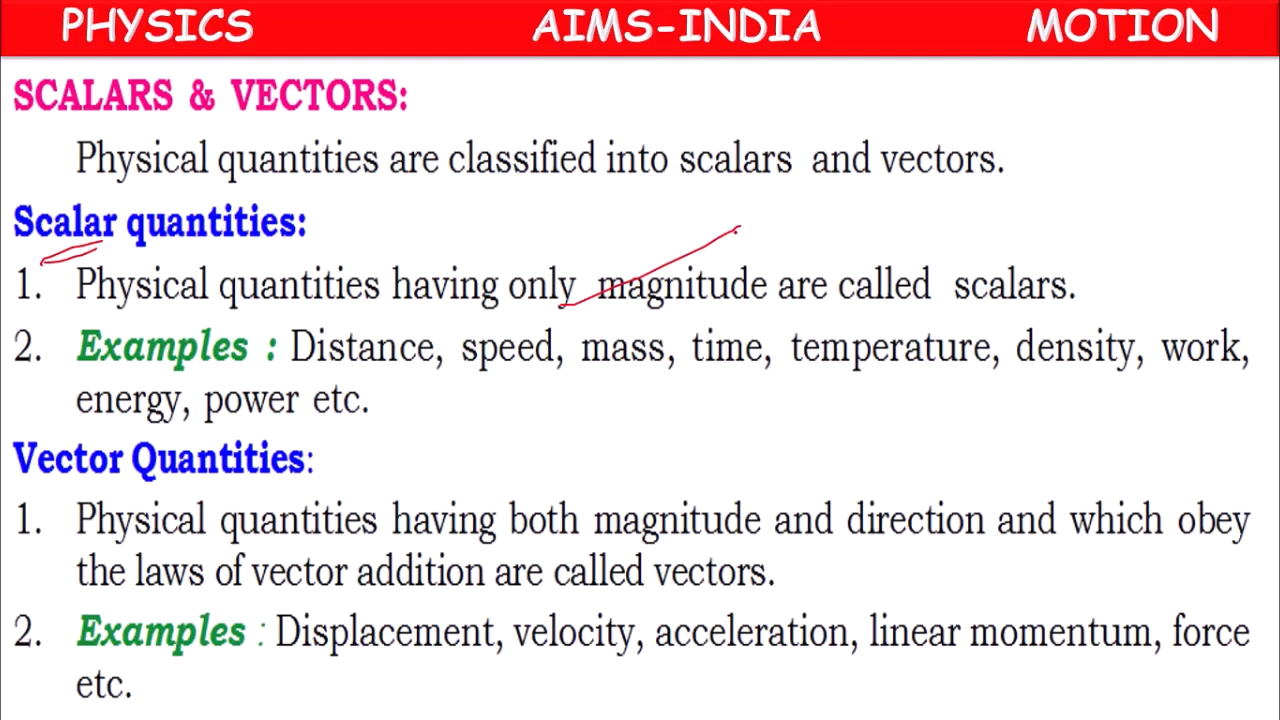 PHYSICS AIMS-INDIA MOTION
SCALARS & VECTORS:
Physical quantities are classified into scalars and vectors.
Scalar quantities:
1. Physical quantities having only magnitude are called scalars.
2. Examples : Distance, speed, mass, time, temperature, density, work,
energy, power etc.
Vector Quantities:
1. Physical quantities having both magnitude and direction and which obey
the laws of vector addition are called vectors.
2. Examples : Displacement, velocity, acceleration, linear momentum, force
etc.